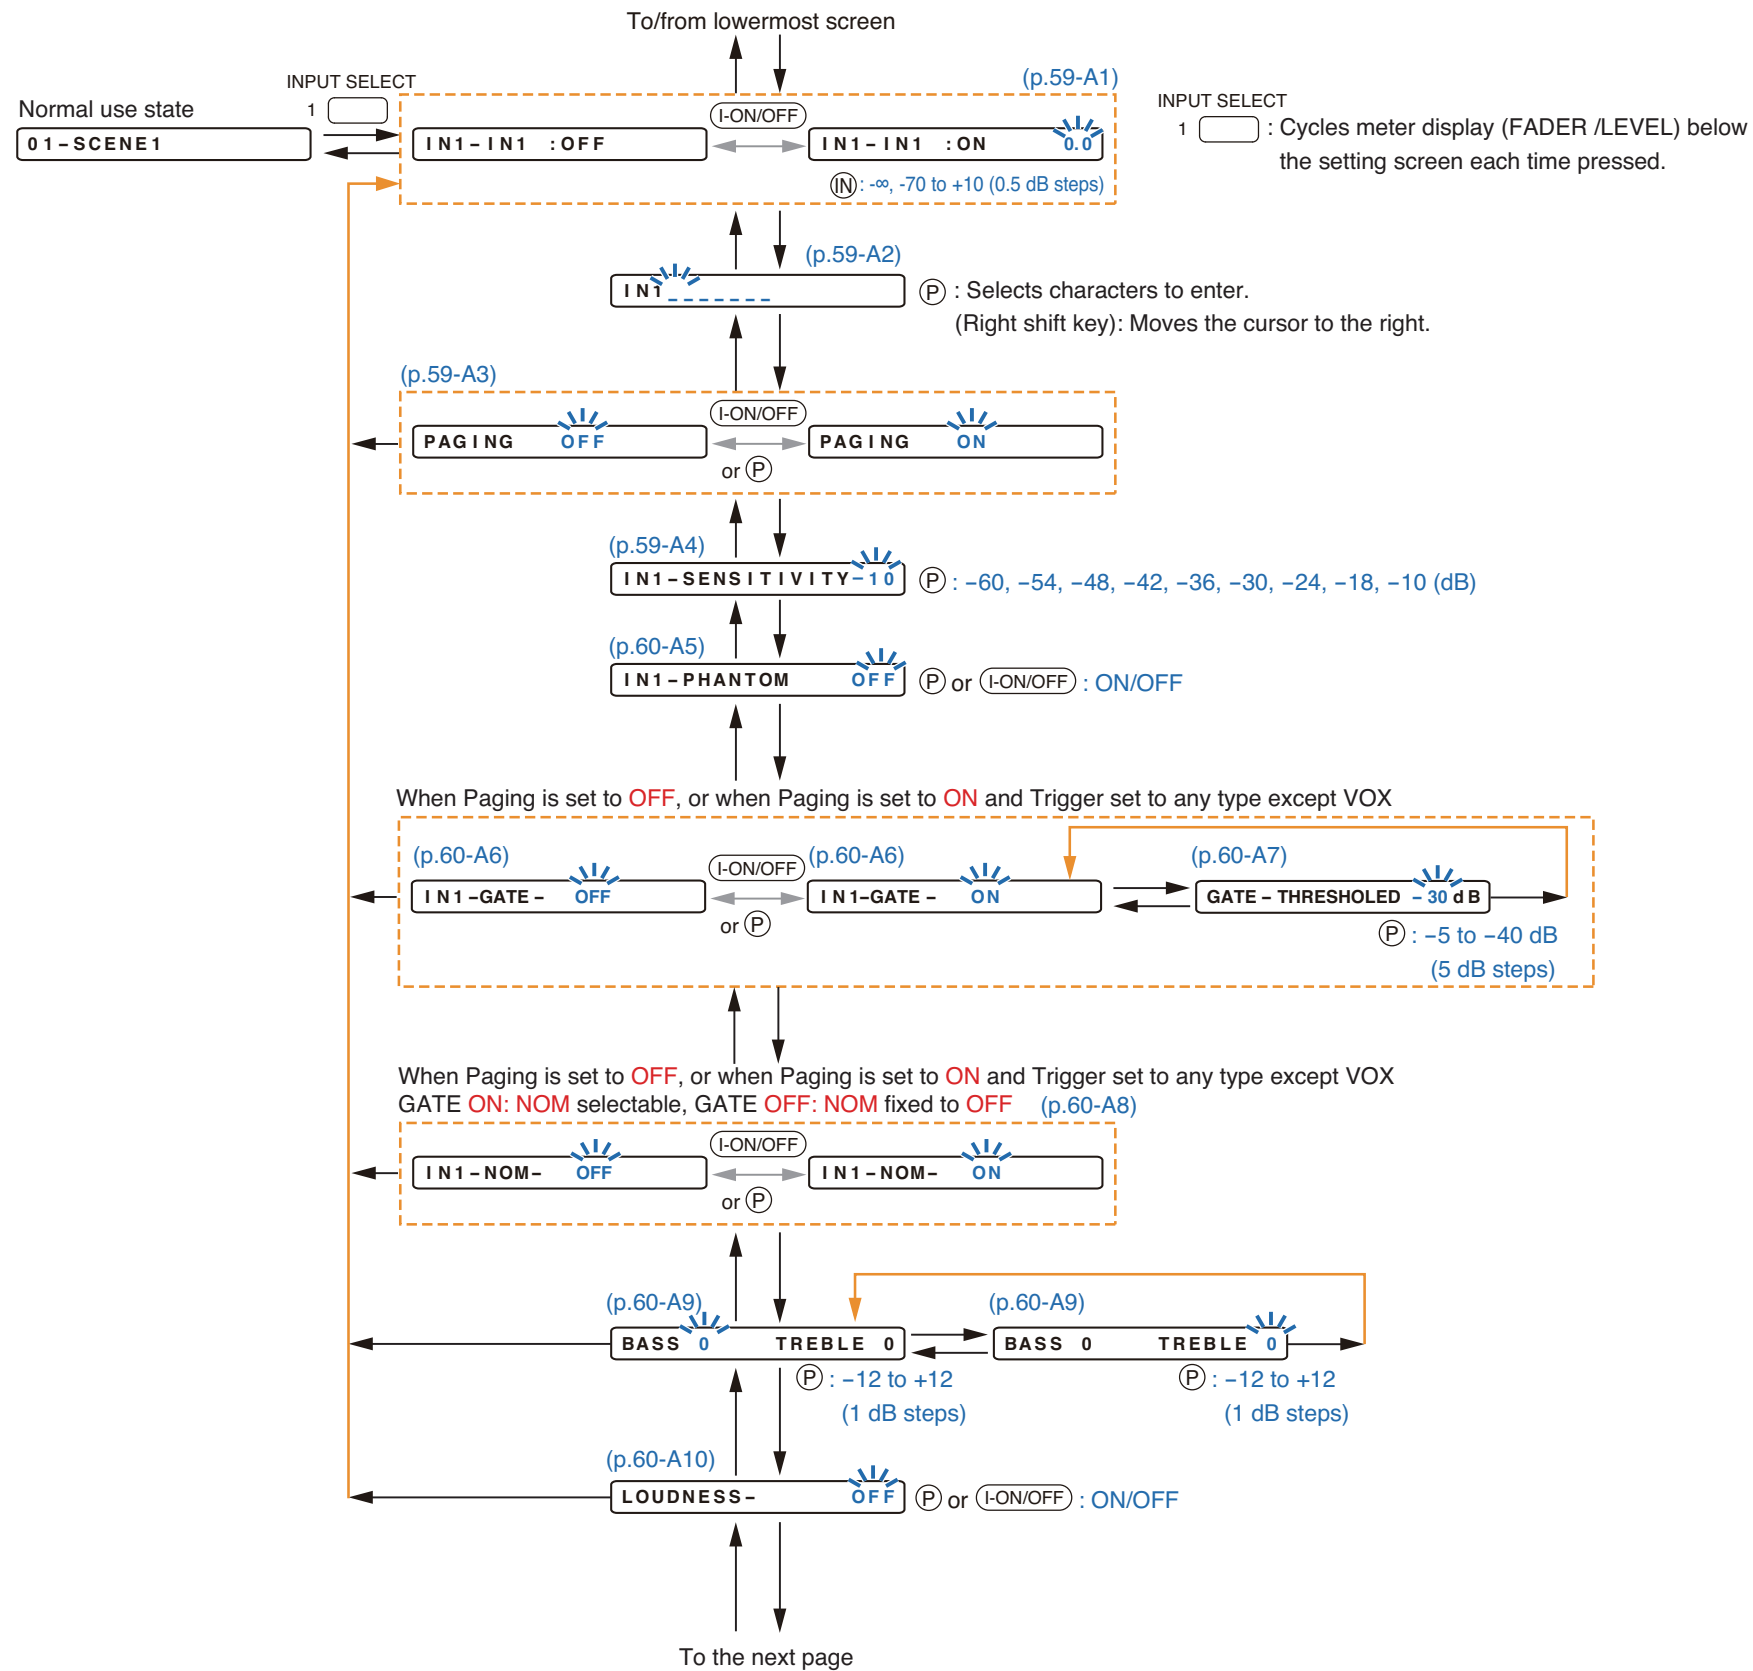 To/from lowermost screen
(p.59-A1)
INPUT SELECT
1
Normal use state
01-SCENE1
I-ON/OFF
IN1-IN1 :OFF
IN1-IN1 :ON 0.0
IN : -∞, -70 to +10 (0.5 dB steps)
INPUT SELECT
1 : Cycles meter display (FADER /LEVEL) below
the setting screen each time pressed.
(p.59-A2)
IN1_______
P : Selects characters to enter.
(Right shift key): Moves the cursor to the right.
(p.59-A3)
I-ON/OFF
PAGING OFF
PAGING ON
or P
(p.59-A4)
IN1-SENSITIVITY-10
P : −60, −54, −48, −42, −36, −30, −24, −18, −10 (dB)
(p.60-A5)
IN1-PHANTOM OFF
P or I-ON/OFF : ON/OFF
When Paging is set to OFF, or when Paging is set to ON and Trigger set to any type except VOX
(p.60-A6)
I-ON/OFF
(p.60-A6)
(p.60-A7)
IN1-GATE- OFF
IN1-GATE- ON
GATE-THRESHOLED -30dB
or P
P : −5 to −40 dB
(5 dB steps)
When Paging is set to OFF, or when Paging is set to ON and Trigger set to any type except VOX
GATE ON: NOM selectable, GATE OFF: NOM fixed to OFF (p.60-A8)
I-ON/OFF
IN1-NOM- OFF
IN1-NOM- ON
or P
(p.60-A9)
(p.60-A9)
BASS 0 TREBLE 0
BASS 0 TREBLE 0
P : −12 to +12
(1 dB steps)
P : −12 to +12
(1 dB steps)
(p.60-A10)
LOUDNESS- OFF
P or I-ON/OFF : ON/OFF
To the next page